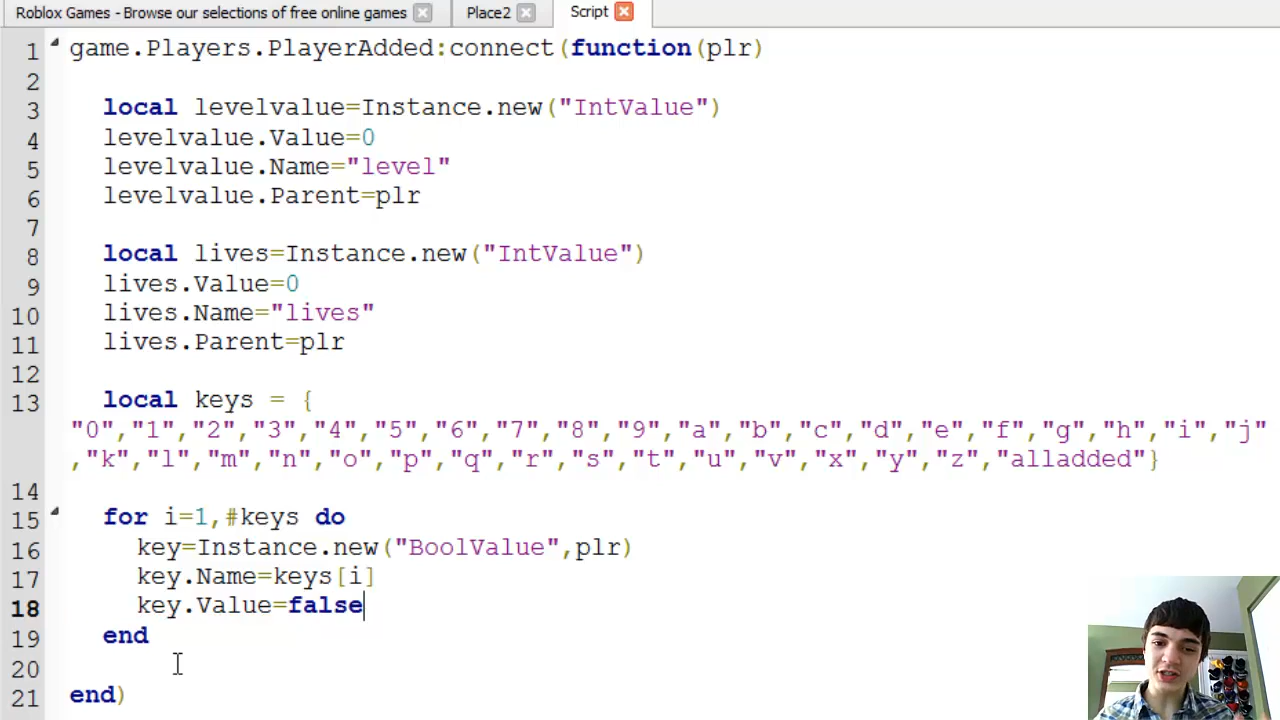 Roblox Games - Browse our selections of free online games
Place2
Script
1 game.Players.PlayerAdded:connect(function(plr)
2
3 local levelvalue=Instance.new("IntValue")
4 levelvalue.Value=0
5 levelvalue.Name="level"
6 levelvalue.Parent=plr
7
8 local lives=Instance.new("IntValue")
9 lives.Value=0
10 lives.Name="lives"
11 lives.Parent=plr
12
13 local keys = {
"0","1","2","3","4","5","6","7","8","9","a","b","c","d","e","f","g","h","i","j"
,"k","l","m","n","o","p","q","r","s","t","u","v","x","y","z","alladded"}
14
15 for i=1,#keys do
16 key=Instance.new("BoolValue",plr)
17 key.Name=keys[i]
18 key.Value=false
19 end
20
21 end)